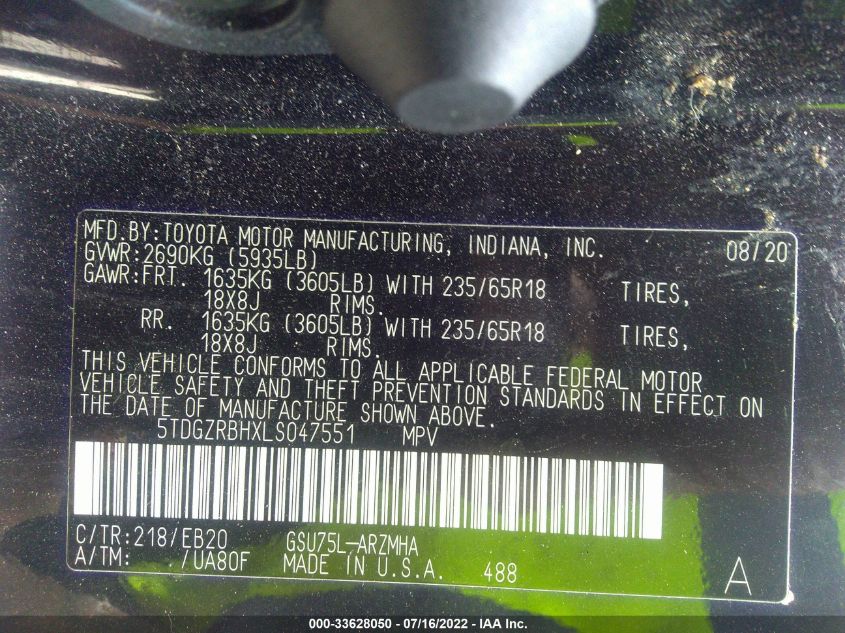 MFD.BY:TOYOTA MOTOR MANUFACTURING, INDIANA, INC. 08/20
GVWR:2690KG (5935LB)
GAWR:FRT. 1635KG (3605LB) WITH 235/65R18 TIRES,
18X8J RIMS.
RR. 1635KG (3605LB) WITH 235/65R18 TIRES,
18X8J RIMS.
THIS VEHICLE CONFORMS TO ALL APPLICABLE FEDERAL MOTOR
VEHICLE SAFETY AND THEFT PREVENTION STANDARDS IN EFFECT ON
THE DATE OF MANUFACTURE SHOWN ABOVE.
5TDGZRBHXLS047551 MPV
C/TR:218/EB20 GSU75L-ARZMHA
A/TM: /UA80F MADE IN U.S.A. 488 A
000-33628050 - 07/16/2022 - IAA Inc.